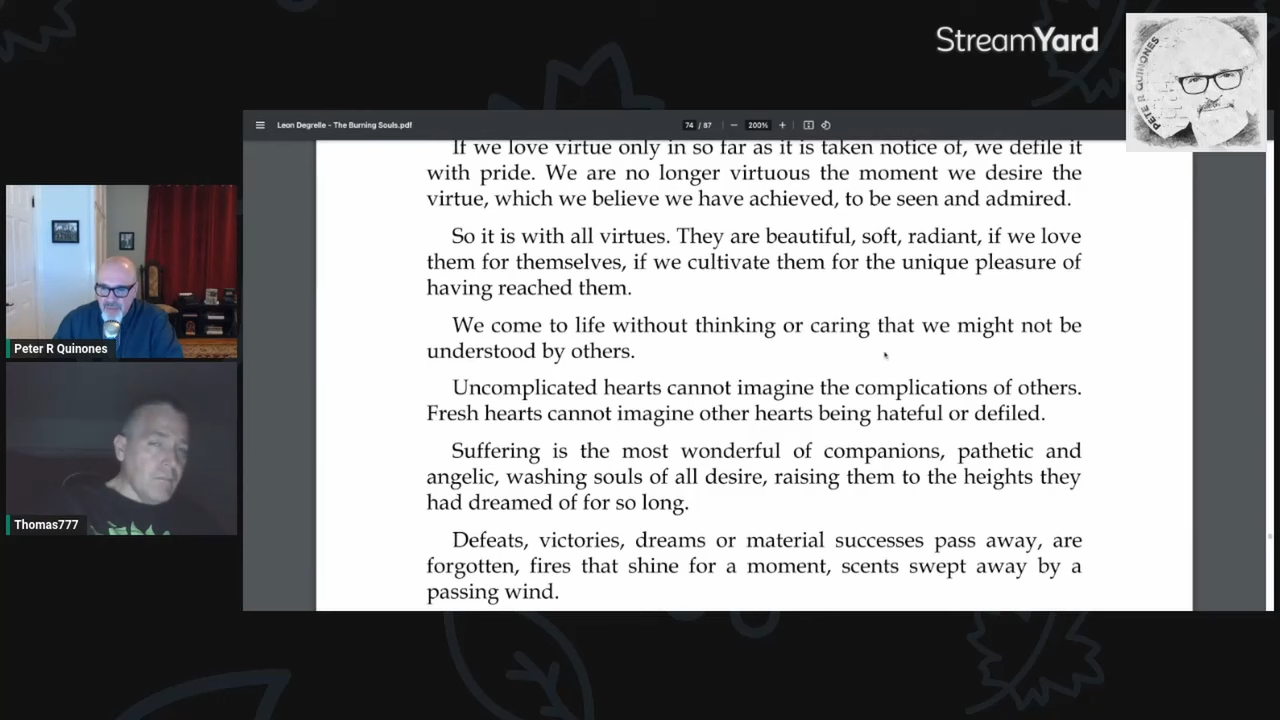 StreamYard
PETE R QUINONES
Leon Degrelle - The Burning Souls.pdf
74 / 87
200%
If we love virtue only in so far as it is taken notice of, we defile it
with pride. We are no longer virtuous the moment we desire the
virtue, which we believe we have achieved, to be seen and admired.
So it is with all virtues. They are beautiful, soft, radiant, if we love
them for themselves, if we cultivate them for the unique pleasure of
having reached them.
We come to life without thinking or caring that we might not be
understood by others.
Uncomplicated hearts cannot imagine the complications of others.
Fresh hearts cannot imagine other hearts being hateful or defiled.
Suffering is the most wonderful of companions, pathetic and
angelic, washing souls of all desire, raising them to the heights they
had dreamed of for so long.
Defeats, victories, dreams or material successes pass away, are
forgotten, fires that shine for a moment, scents swept away by a
passing wind.
Peter R Quinones
Thomas777